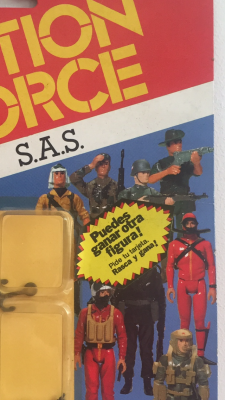 TION
ORCE
S.A.S.
Puedes
ganar otra
figura!
Pide tu tarjeta.
Rasca y gana!